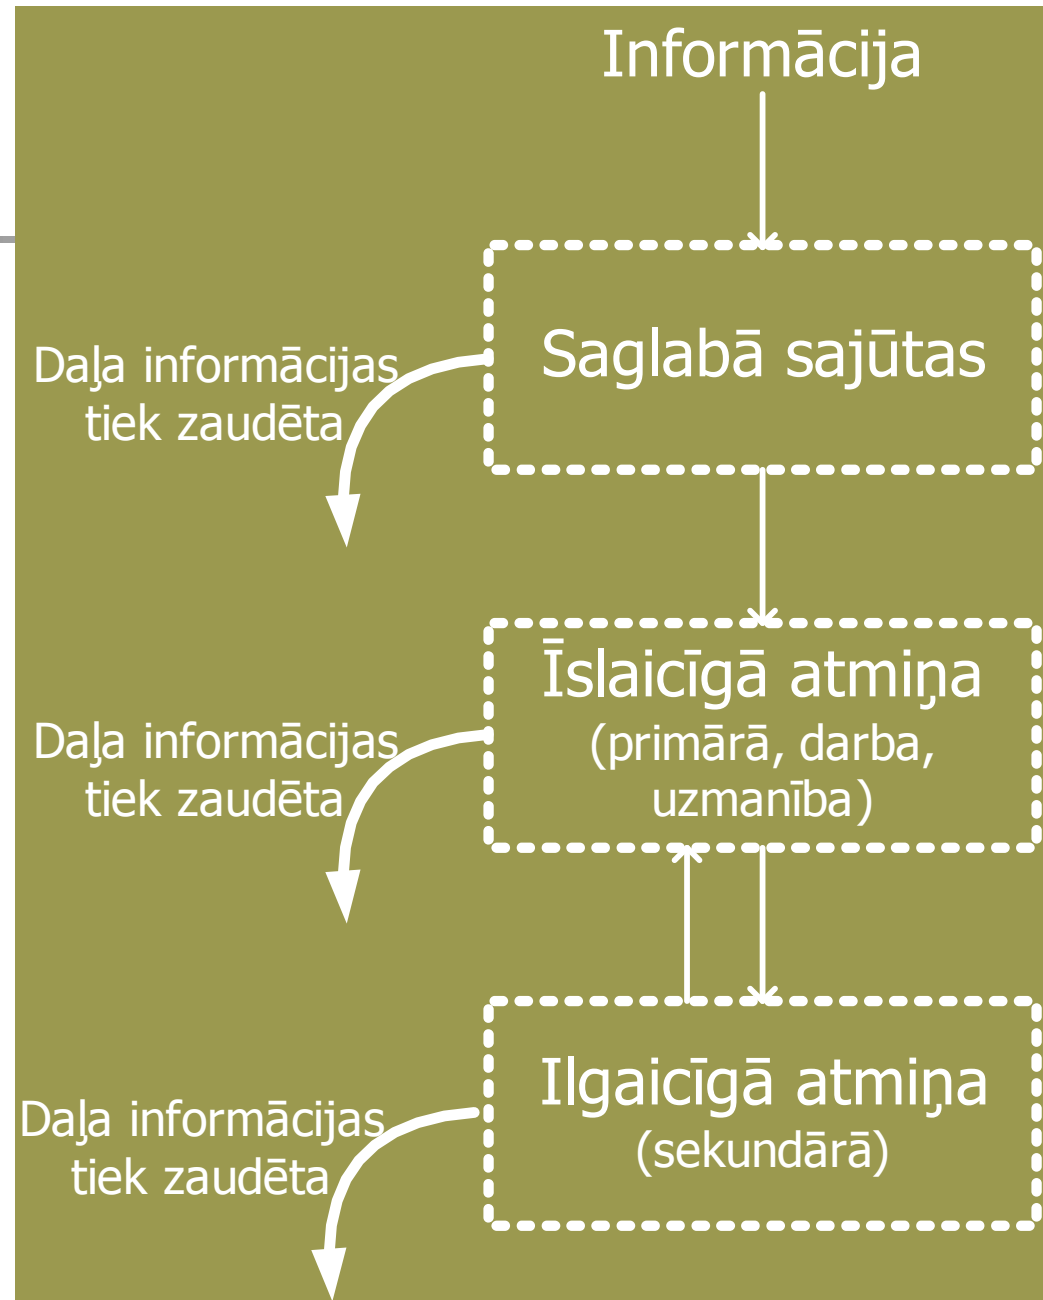 Informācija
Saglabā sajūtas
Daļa informācijas
tiek zaudēta
Īslaicīgā atmiņa
(primārā, darba,
uzmanība)
Daļa informācijas
tiek zaudēta
Ilgaicīgā atmiņa
(sekundārā)
Daļa informācijas
tiek zaudēta